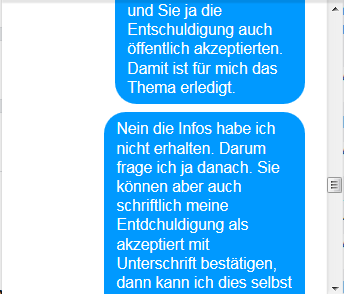 und Sie ja die
Entschuldigung auch
öffentlich akzeptierten.
Damit ist für mich das
Thema erledigt.
Nein die Infos habe ich
nicht erhalten. Darum
frage ich ja danach. Sie
können aber auch
schriftlich meine
Entdchuldigung als
akzeptiert mit
Unterschrift bestätigen,
dann kann ich dies selbst